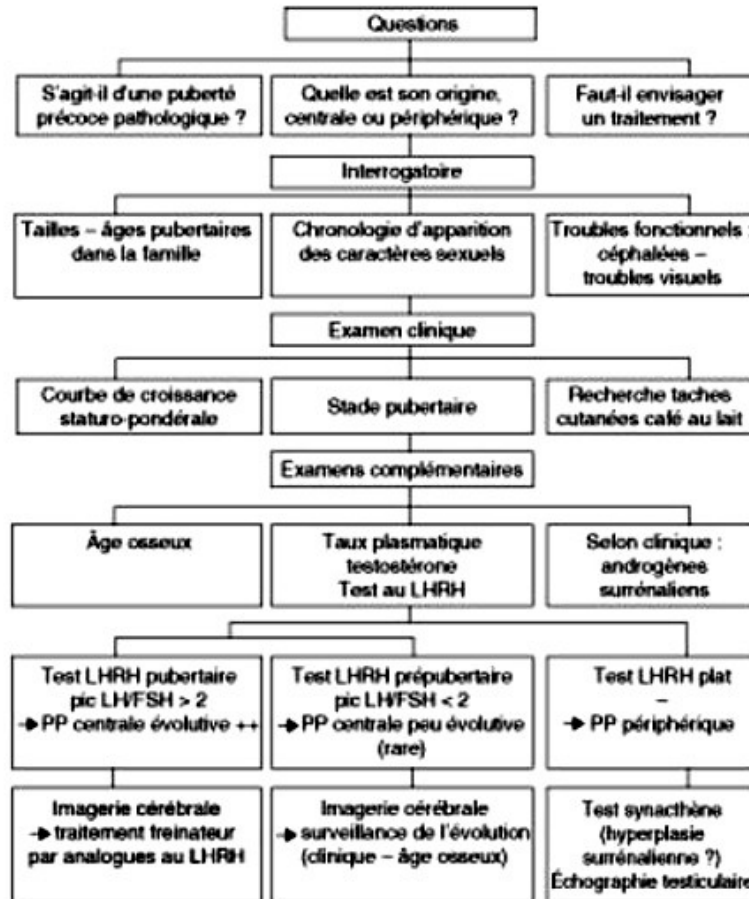 Questions
S'agit-il d'une puberté
précoce pathologique ?
Quelle est son origine,
centrale ou périphérique ?
Faut-il envisager
un traitement ?
Interrogatoire
Tailles – âges pubertaires
dans la famille
Chronologie d'apparition
des caractères sexuels
Troubles fonctionnels :
céphalées –
troubles visuels
Examen clinique
Courbe de croissance
staturo-pondérale
Stade pubertaire
Recherche taches
cutanées café au lait
Examens complémentaires
Âge osseux
Taux plasmatique
testostérone
Test au LHRH
Selon clinique :
androgènes
surrénaliens
Test LHRH pubertaire
pic LH/FSH > 2
→ PP centrale évolutive ++
Test LHRH prépubertaire
pic LH/FSH < 2
→ PP centrale peu évolutive
(rare)
Test LHRH plat
–
→ PP périphérique
Imagerie cérébrale
→ traitement freinateur
par analogues au LHRH
Imagerie cérébrale
→ surveillance de l'évolution
(clinique – âge osseux)
Test synacthène
(hyperplasie
surrénalienne ?)
Échographie testiculaire